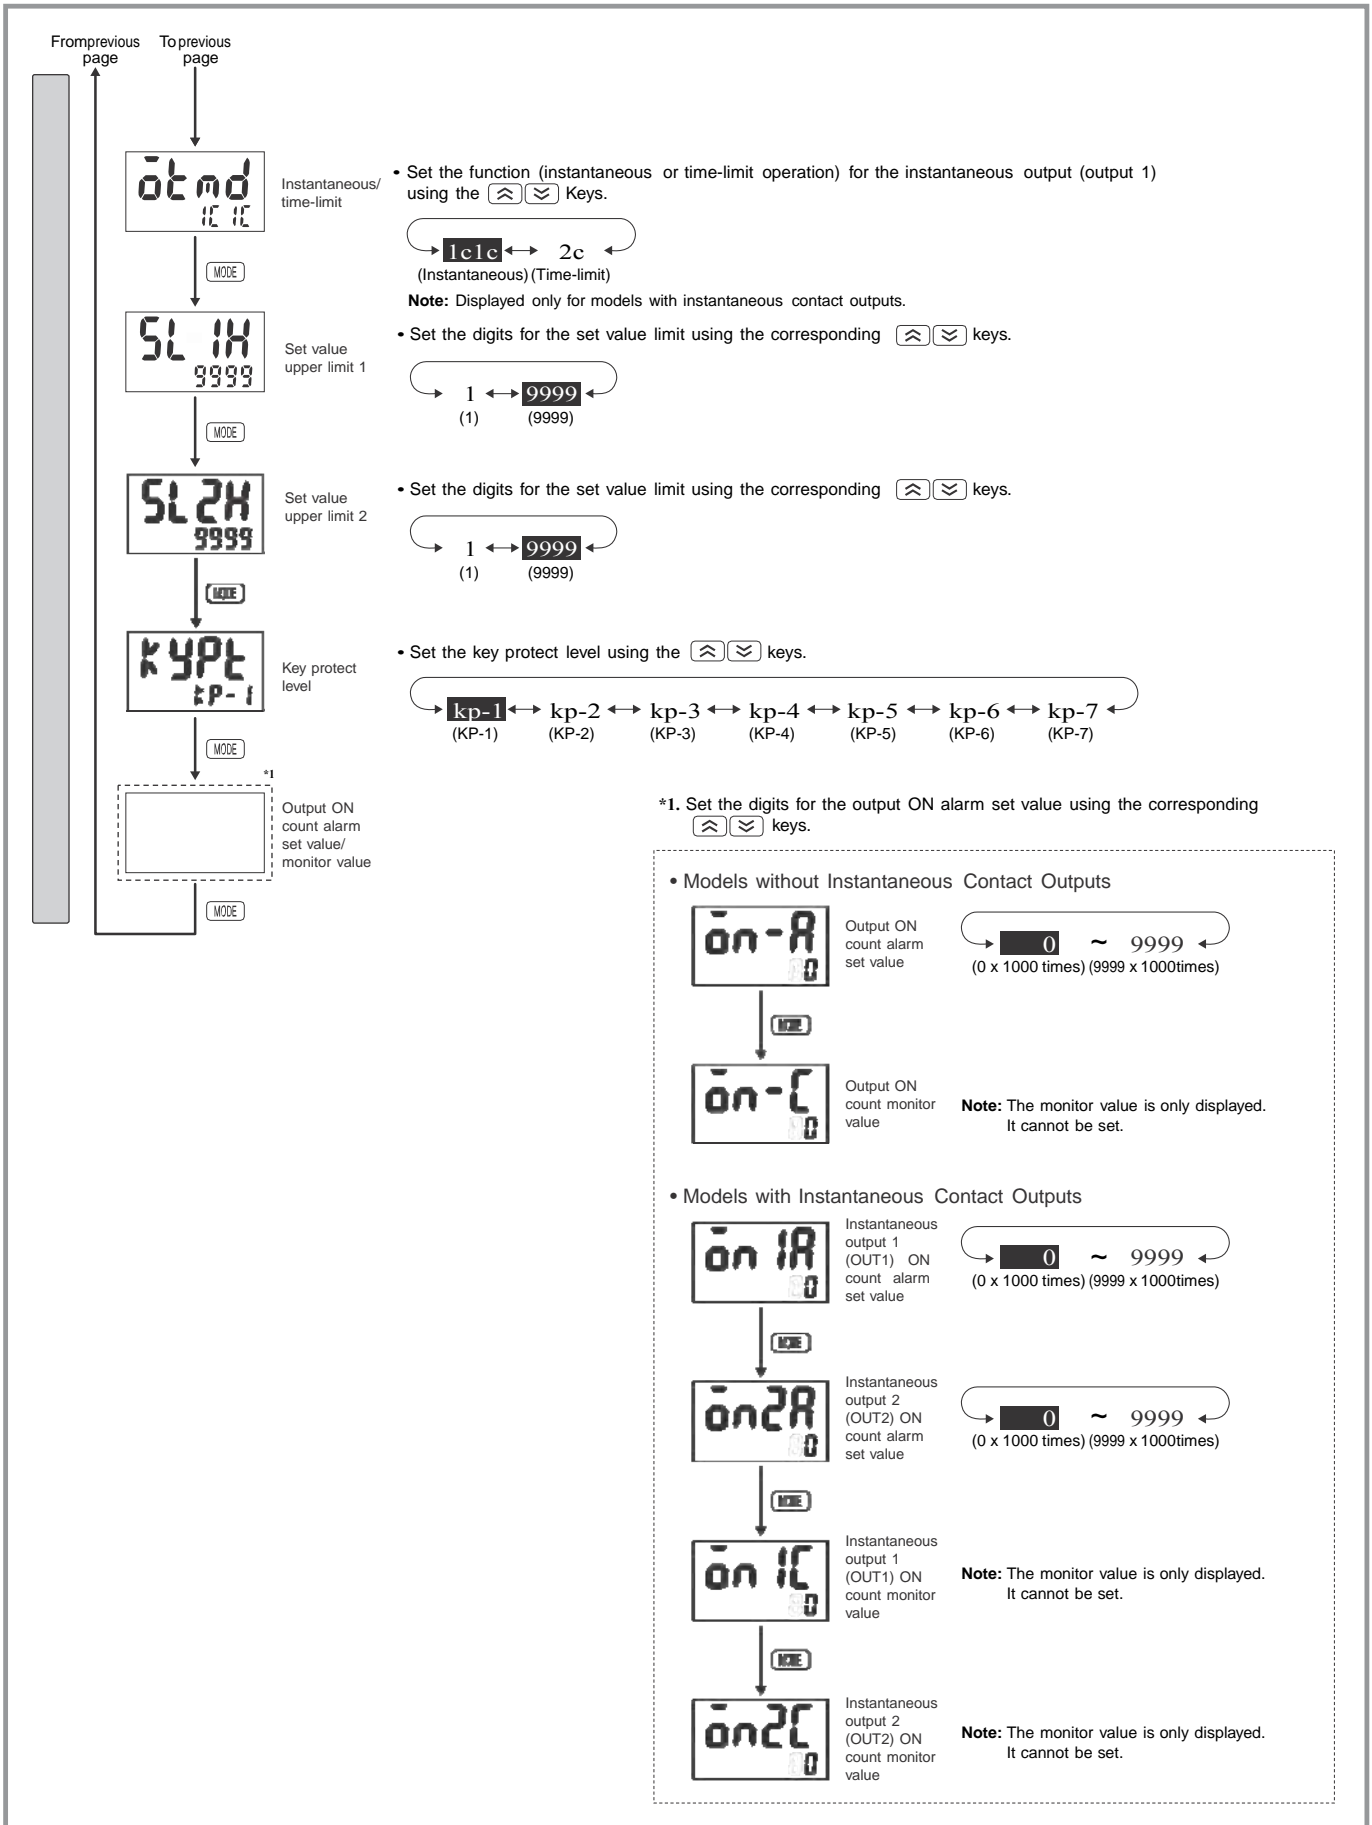 Fromprevious page
To previous page
ōtmd
1C 1C
Instantaneous/
time-limit
• Set the function (instantaneous or time-limit operation) for the instantaneous output (output 1)
using the Keys.
1c1c 2c
(Instantaneous) (Time-limit)
Note: Displayed only for models with instantaneous contact outputs.
MODE
SL 1H
9999
Set value
upper limit 1
• Set the digits for the set value limit using the corresponding keys.
1 9999
(1) (9999)
MODE
SL2H
9999
Set value
upper limit 2
• Set the digits for the set value limit using the corresponding keys.
1 9999
(1) (9999)
MODE
KYPt
KP-1
Key protect
level
• Set the key protect level using the keys.
kp-1 kp-2 kp-3 kp-4 kp-5 kp-6 kp-7
(KP-1) (KP-2) (KP-3) (KP-4) (KP-5) (KP-6) (KP-7)
MODE
*1
Output ON
count alarm
set value/
monitor value
MODE
*1. Set the digits for the output ON alarm set value using the corresponding
keys.
• Models without Instantaneous Contact Outputs
ōn-A
0
Output ON
count alarm
set value
0 ~ 9999
(0 x 1000 times) (9999 x 1000times)
MODE
ōn-C
0
Output ON
count monitor
value
Note: The monitor value is only displayed.
It cannot be set.
• Models with Instantaneous Contact Outputs
ōn 1A
0
Instantaneous
output 1
(OUT1) ON
count alarm
set value
0 ~ 9999
(0 x 1000 times) (9999 x 1000times)
MODE
ōn2A
0
Instantaneous
output 2
(OUT2) ON
count alarm
set value
0 ~ 9999
(0 x 1000 times) (9999 x 1000times)
MODE
ōn 1C
0
Instantaneous
output 1
(OUT1) ON
count monitor
value
Note: The monitor value is only displayed.
It cannot be set.
MODE
ōn2C
0
Instantaneous
output 2
(OUT2) ON
count monitor
value
Note: The monitor value is only displayed.
It cannot be set.